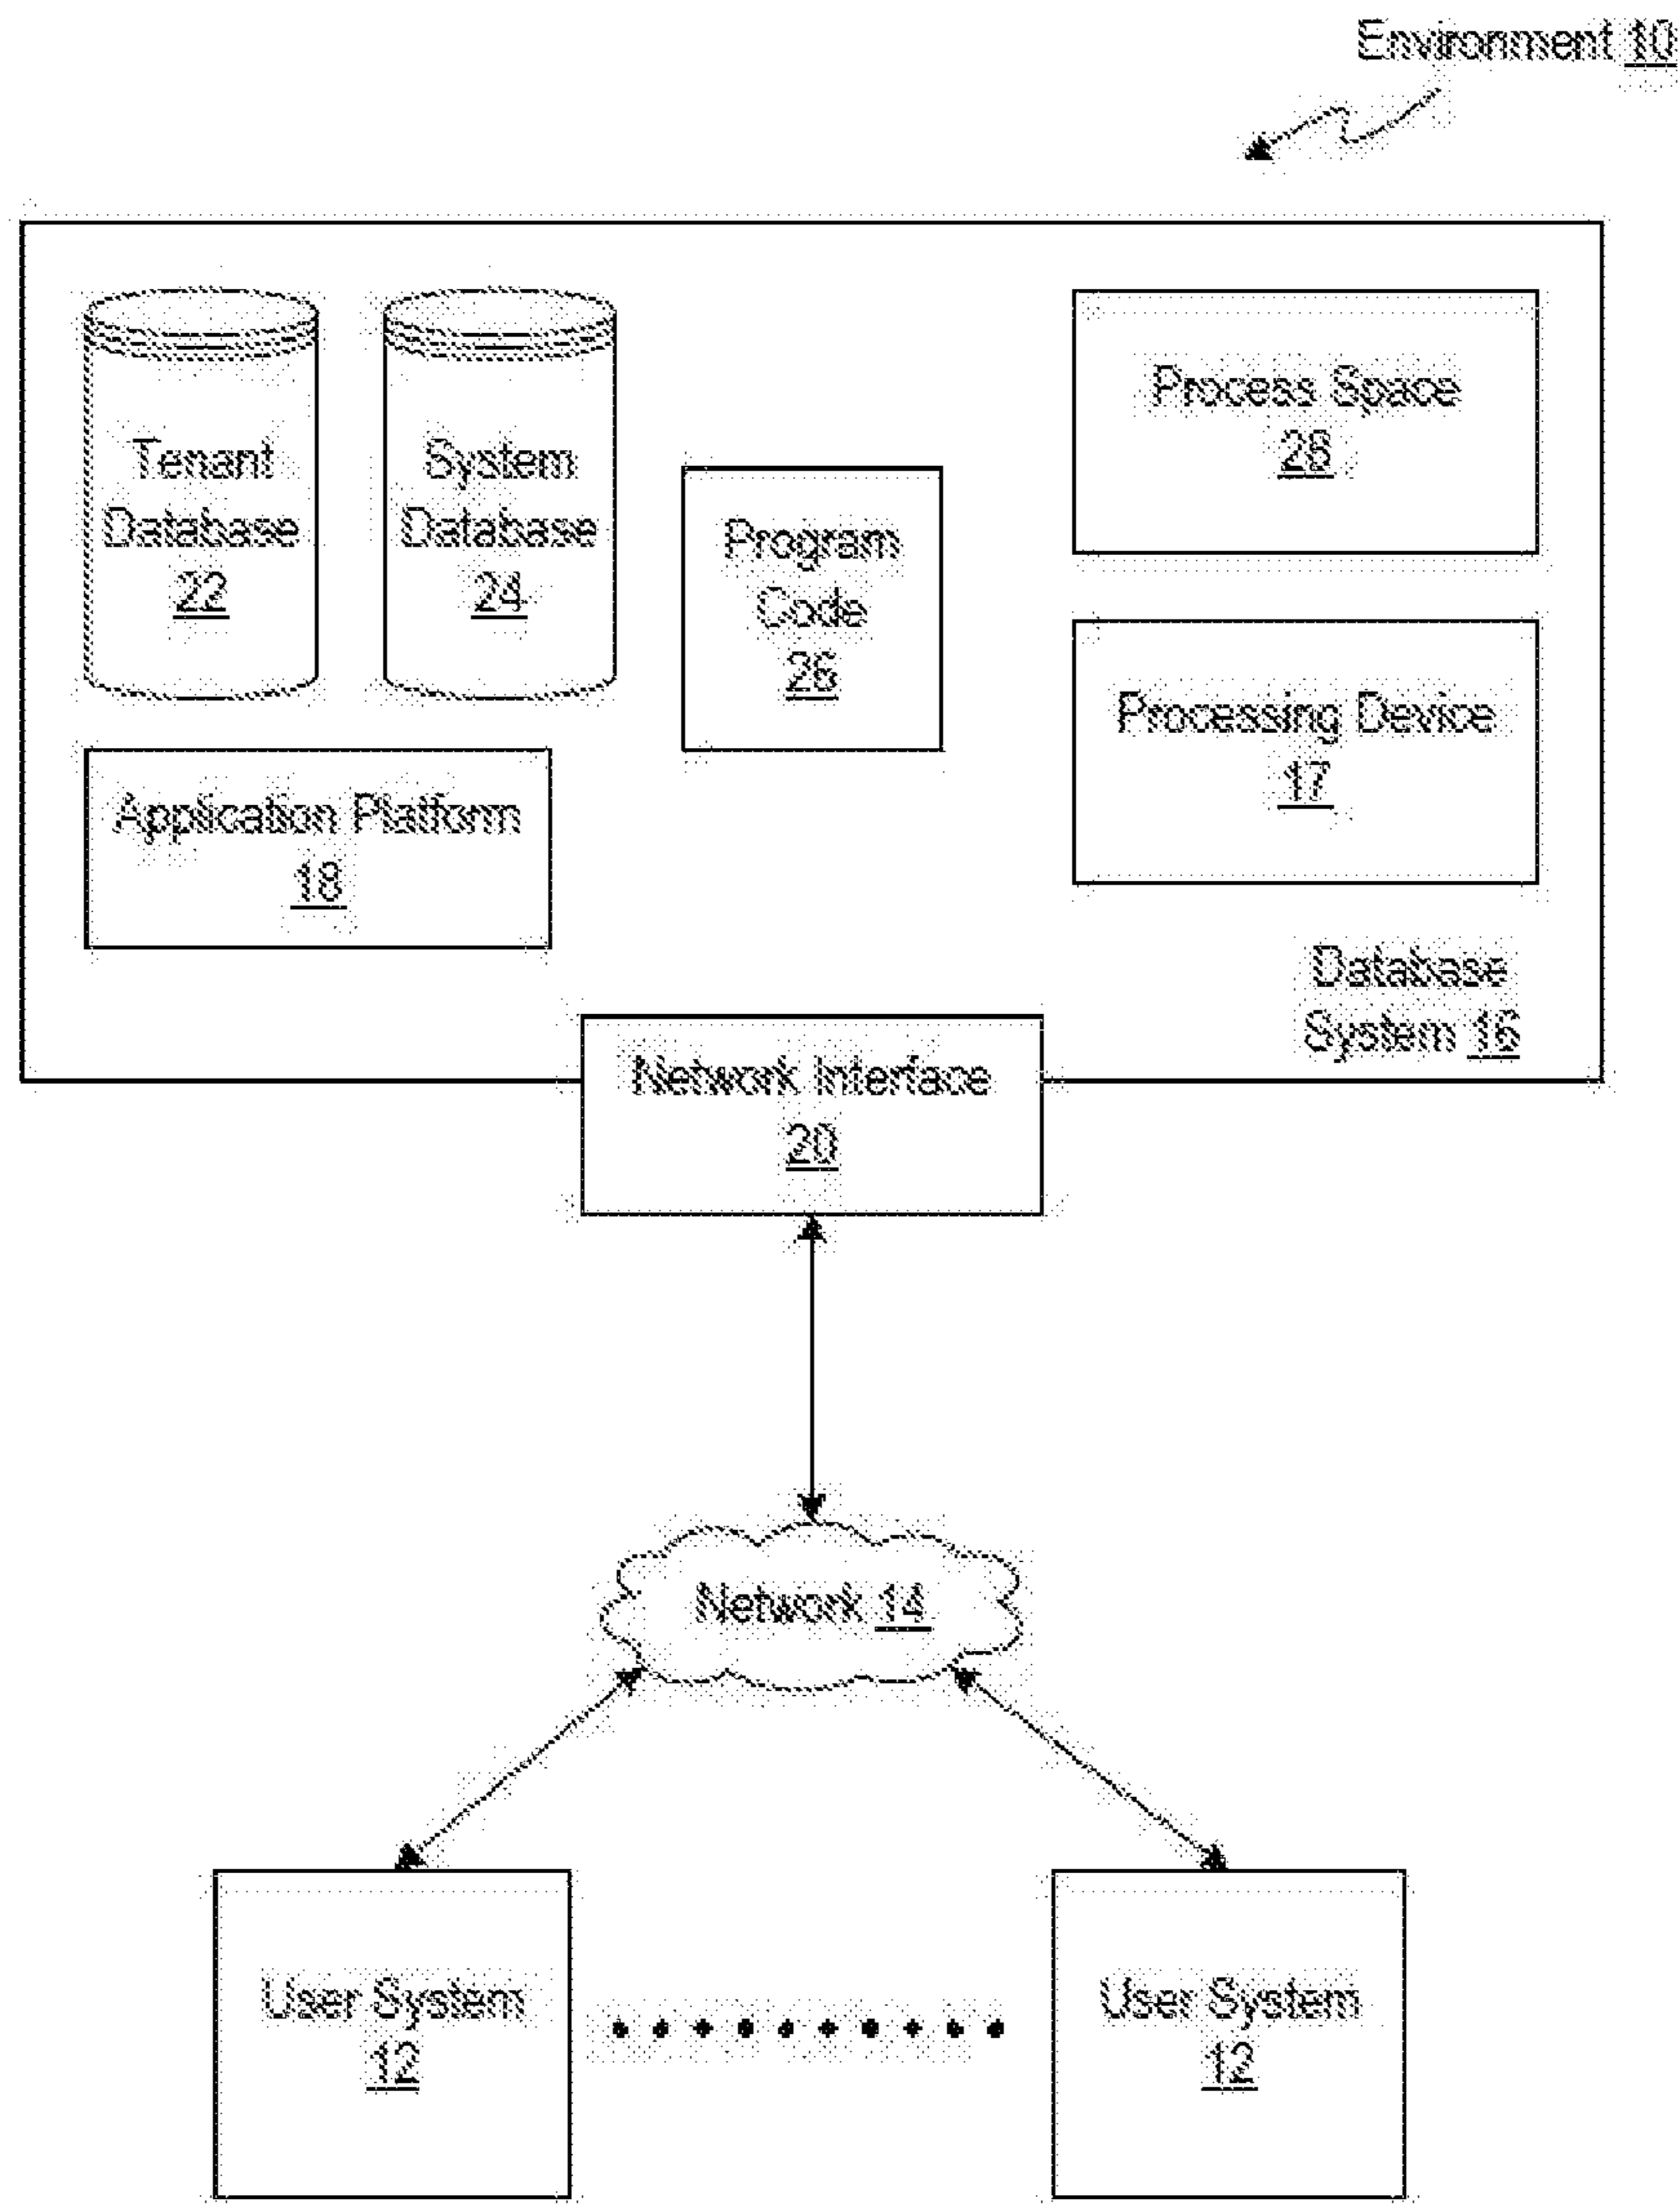 Environment 10
Tenant
Database
22
System
Database
24
Program
Code
26
Process Space
28
Processing Device
17
Application Platform
18
Database
System 16
Network Interface
20
Network 14
User System
12
User System
12